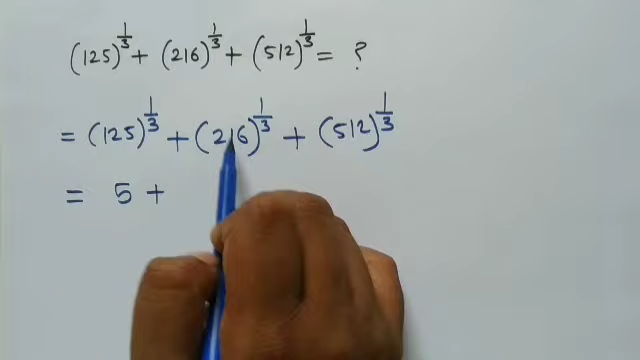 (125)^(1/3) + (216)^(1/3) + (512)^(1/3) = ?
= (125)^(1/3) + (216)^(1/3) + (512)^(1/3)
= 5 +